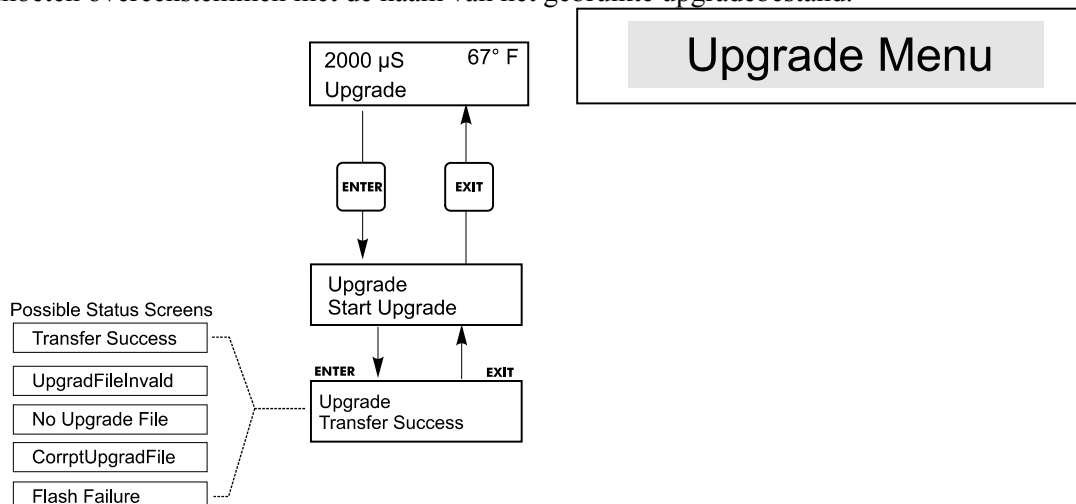 overeenstemmen met de naam van het gebruikte upgradebestand.
Upgrade Menu
2000 µS 67° F
Upgrade
ENTER EXIT
Upgrade
Start Upgrade
ENTER EXIT
Upgrade
Transfer Success
Possible Status Screens
Transfer Success
UpgradFileInvald
No Upgrade File
CorrptUpgradFile
Flash Failure